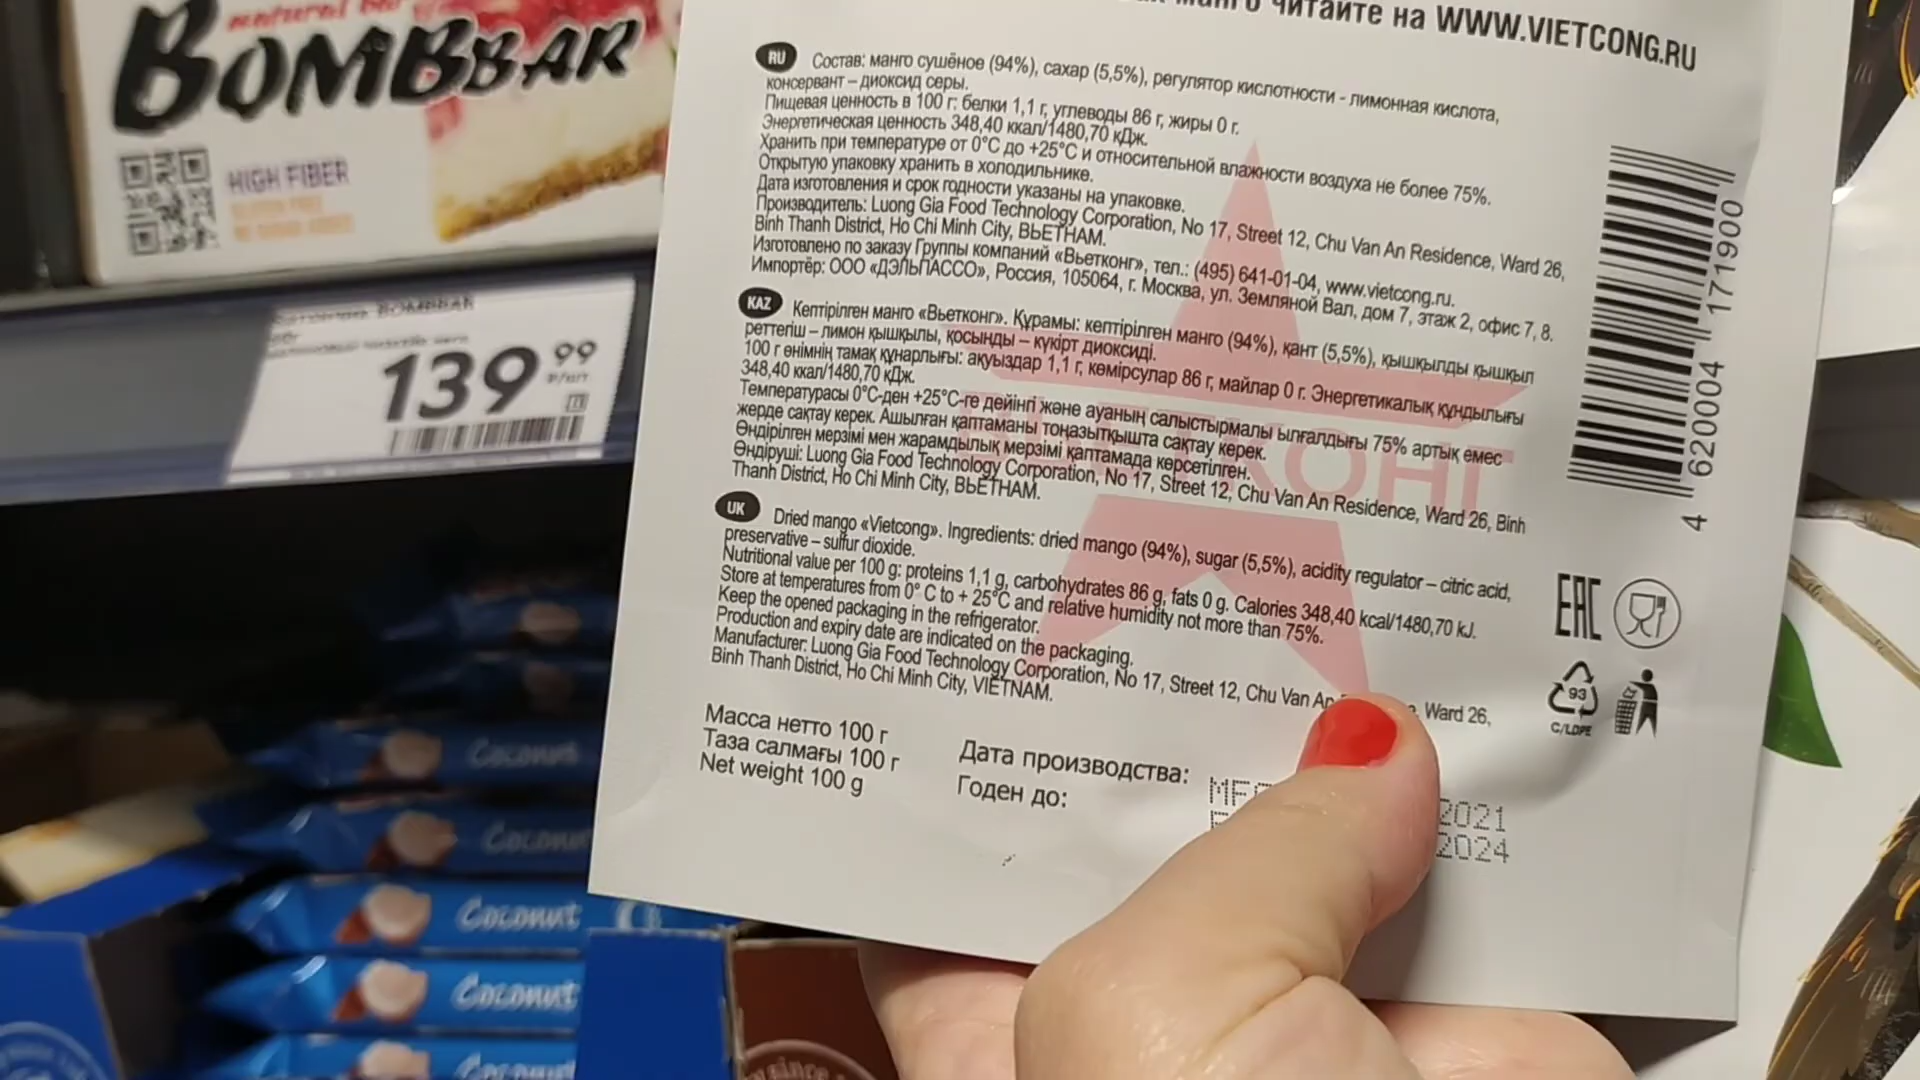 natural bar
BOMBBAR
HIGH FIBER
BOMBBAR
139 99
манго читайте на WWW.VIETCONG.RU
RU Состав: манго сушёное (94%), сахар (5,5%), регулятор кислотности - лимонная кислота,
консервант – диоксид серы.
Пищевая ценность в 100 г: белки 1,1 г, углеводы 86 г, жиры 0 г.
Энергетическая ценность 348,40 ккал/1480,70 кДж.
Хранить при температуре от 0°С до +25°С и относительной влажности воздуха не более 75%.
Открытую упаковку хранить в холодильнике.
Дата изготовления и срок годности указаны на упаковке.
Производитель: Luong Gia Food Technology Corporation, No 17, Street 12, Chu Van An Residence, Ward 26,
Binh Thanh District, Ho Chi Minh City, ВЬЕТНАМ.
Изготовлено по заказу Группы компаний «Вьетконг», тел.: (495) 641-01-04, www.vietcong.ru.
Импортёр: ООО «ДЭЛЬПАССО», Россия, 105064, г. Москва, ул. Земляной Вал, дом 7, этаж 2, офис 7, 8.
KAZ Кептірілген манго «Вьетконг». Құрамы: кептірілген манго (94%), қант (5,5%), қышқылды қышқыл
реттегіш – лимон қышқылы, қосынды – күкірт диоксиді.
100 г өнімнің тамақ құнарлығы: ақуыздар 1,1 г, көмірсулар 86 г, майлар 0 г. Энергетикалық құндылығы
348,40 ккал/1480,70 кДж.
Температурасы 0°С-ден +25°С-ге дейінгі және ауаның салыстырмалы ылғалдығы 75% артық емес
жерде сақтау керек. Ашылған қаптаманы тоңазытқышта сақтау керек.
Өндірілген мерзімі мен жарамдылық мерзімі қаптамада көрсетілген.
Өндіруші: Luong Gia Food Technology Corporation, No 17, Street 12, Chu Van An Residence, Ward 26, Binh
Thanh District, Ho Chi Minh City, ВЬЕТНАМ.
UK Dried mango «Vietcong». Ingredients: dried mango (94%), sugar (5,5%), acidity regulator – citric acid,
preservative – sulfur dioxide.
Nutritional value per 100 g: proteins 1,1 g, carbohydrates 86 g, fats 0 g. Calories 348,40 kcal/1480,70 kJ.
Store at temperatures from 0° C to + 25°C and relative humidity not more than 75%.
Keep the opened packaging in the refrigerator.
Production and expiry date are indicated on the packaging.
Manufacturer: Luong Gia Food Technology Corporation, No 17, Street 12, Chu Van An Ward 26,
Binh Thanh District, Ho Chi Minh City, VIETNAM.
ВЬЕТКОНГ
Масса нетто 100 г
Таза салмағы 100 г
Net weight 100 g
Дата производства: 2021
Годен до: 2024
4 620004 171900
EAC
93
C/LDPE
Coconut
Coconut
Coconut
Coconut
Coconut